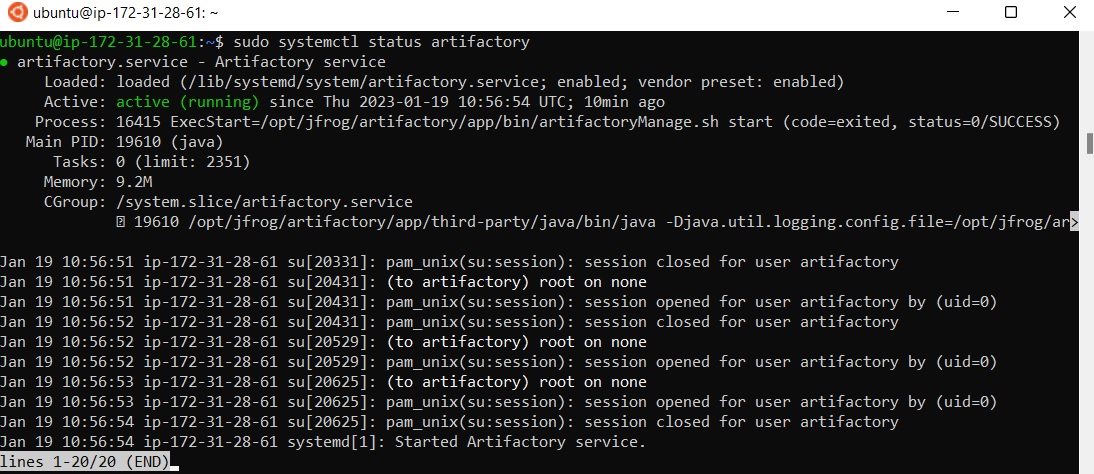 ubuntu@ip-172-31-28-61: ~
ubuntu@ip-172-31-28-61:~$ sudo systemctl status artifactory
● artifactory.service - Artifactory service
Loaded: loaded (/lib/systemd/system/artifactory.service; enabled; vendor preset: enabled)
Active: active (running) since Thu 2023-01-19 10:56:54 UTC; 10min ago
Process: 16415 ExecStart=/opt/jfrog/artifactory/app/bin/artifactoryManage.sh start (code=exited, status=0/SUCCESS)
Main PID: 19610 (java)
Tasks: 0 (limit: 2351)
Memory: 9.2M
CGroup: /system.slice/artifactory.service
19610 /opt/jfrog/artifactory/app/third-party/java/bin/java -Djava.util.logging.config.file=/opt/jfrog/ar>
Jan 19 10:56:51 ip-172-31-28-61 su[20331]: pam_unix(su:session): session closed for user artifactory
Jan 19 10:56:51 ip-172-31-28-61 su[20431]: (to artifactory) root on none
Jan 19 10:56:51 ip-172-31-28-61 su[20431]: pam_unix(su:session): session opened for user artifactory by (uid=0)
Jan 19 10:56:52 ip-172-31-28-61 su[20431]: pam_unix(su:session): session closed for user artifactory
Jan 19 10:56:52 ip-172-31-28-61 su[20529]: (to artifactory) root on none
Jan 19 10:56:52 ip-172-31-28-61 su[20529]: pam_unix(su:session): session opened for user artifactory by (uid=0)
Jan 19 10:56:53 ip-172-31-28-61 su[20625]: (to artifactory) root on none
Jan 19 10:56:53 ip-172-31-28-61 su[20625]: pam_unix(su:session): session opened for user artifactory by (uid=0)
Jan 19 10:56:54 ip-172-31-28-61 su[20625]: pam_unix(su:session): session closed for user artifactory
Jan 19 10:56:54 ip-172-31-28-61 systemd[1]: Started Artifactory service.
lines 1-20/20 (END)